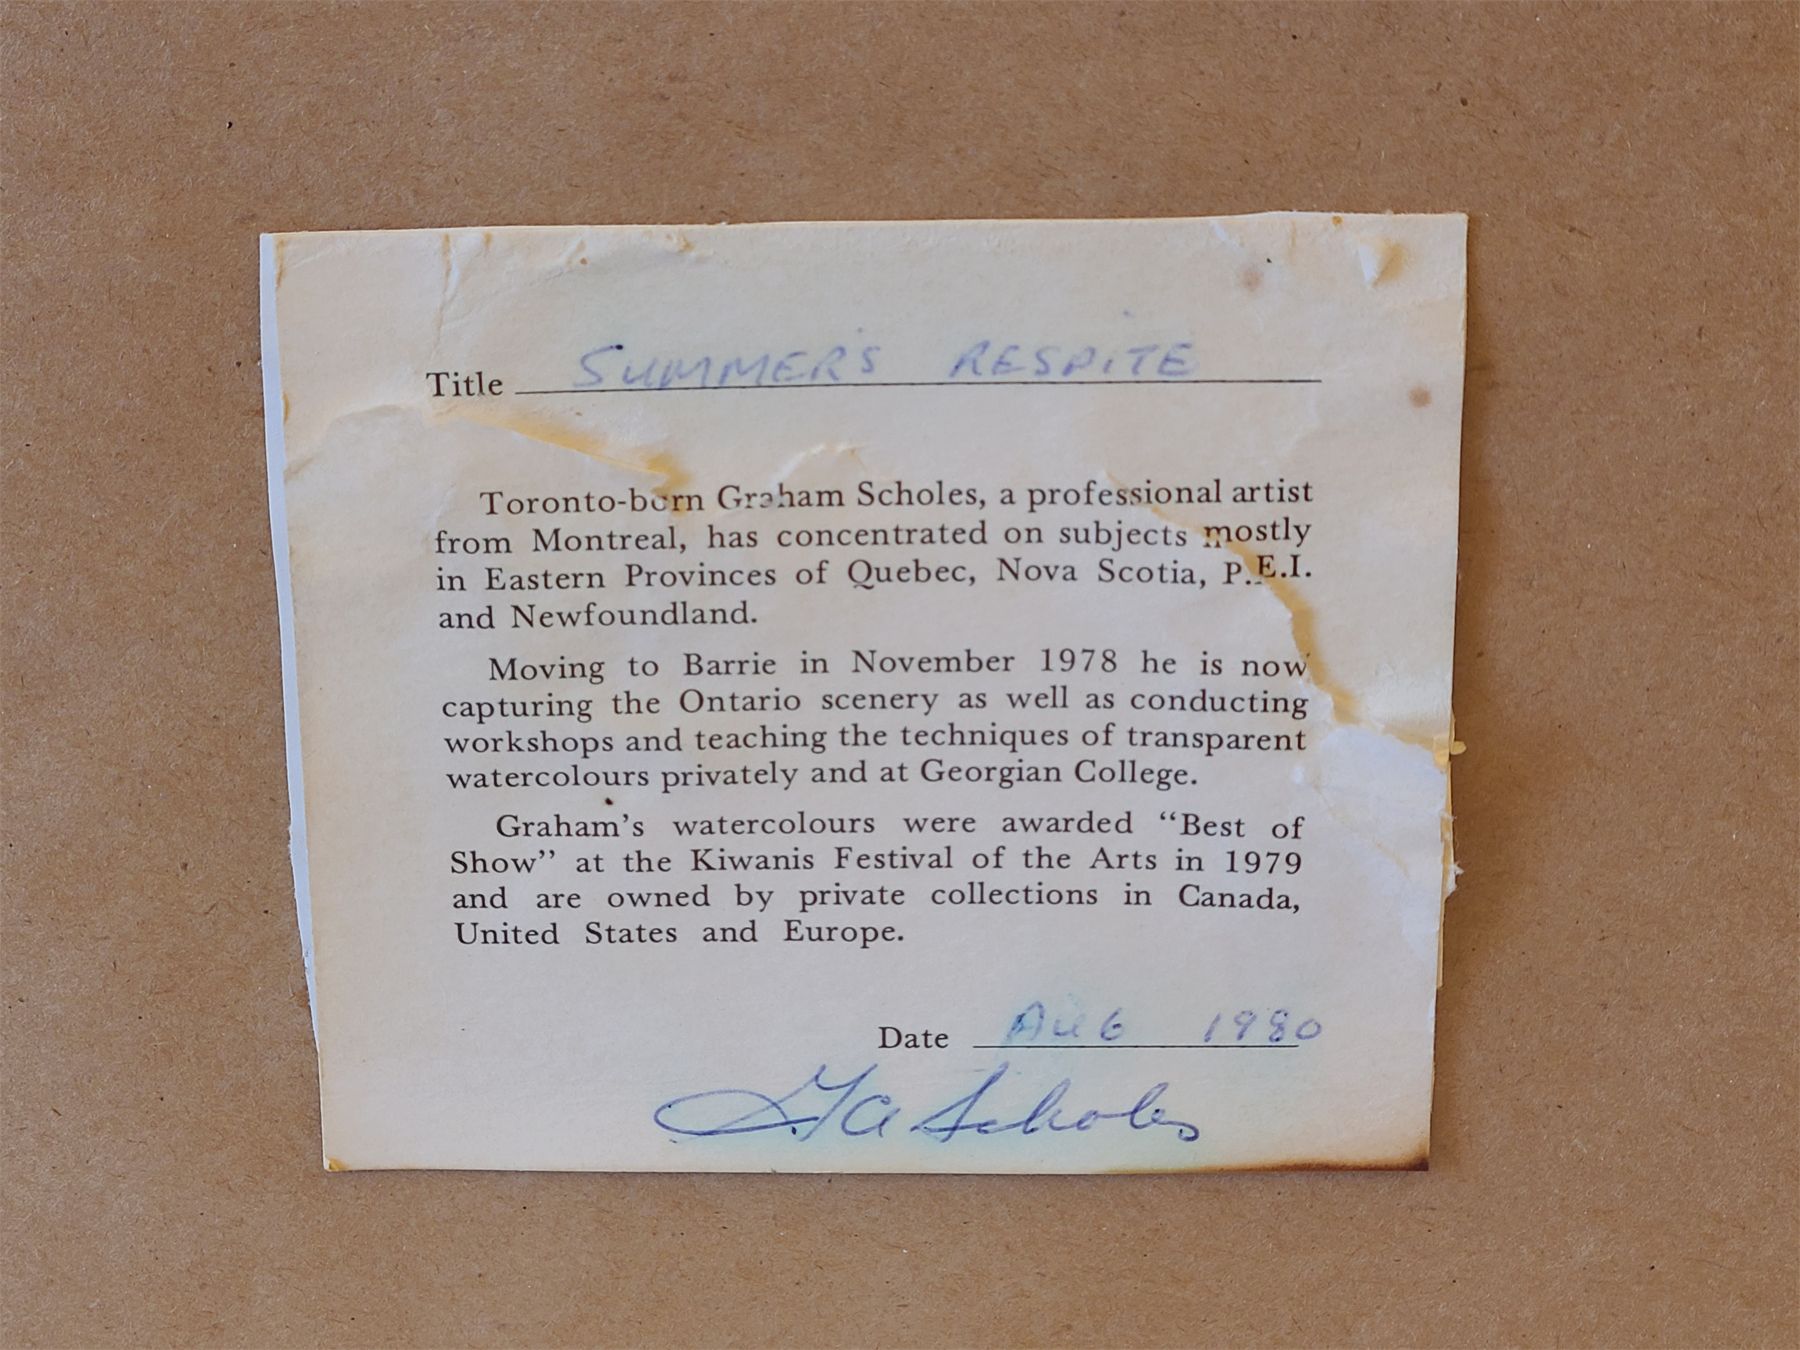 Title SUMMER'S RESPITE
Toronto-born Graham Scholes, a professional artist
from Montreal, has concentrated on subjects mostly
in Eastern Provinces of Quebec, Nova Scotia, P.E.I.
and Newfoundland.
Moving to Barrie in November 1978 he is now
capturing the Ontario scenery as well as conducting
workshops and teaching the techniques of transparent
watercolours privately and at Georgian College.
Graham's watercolours were awarded “Best of
Show” at the Kiwanis Festival of the Arts in 1979
and are owned by private collections in Canada,
United States and Europe.
Date AUG 1980
GA Scholes